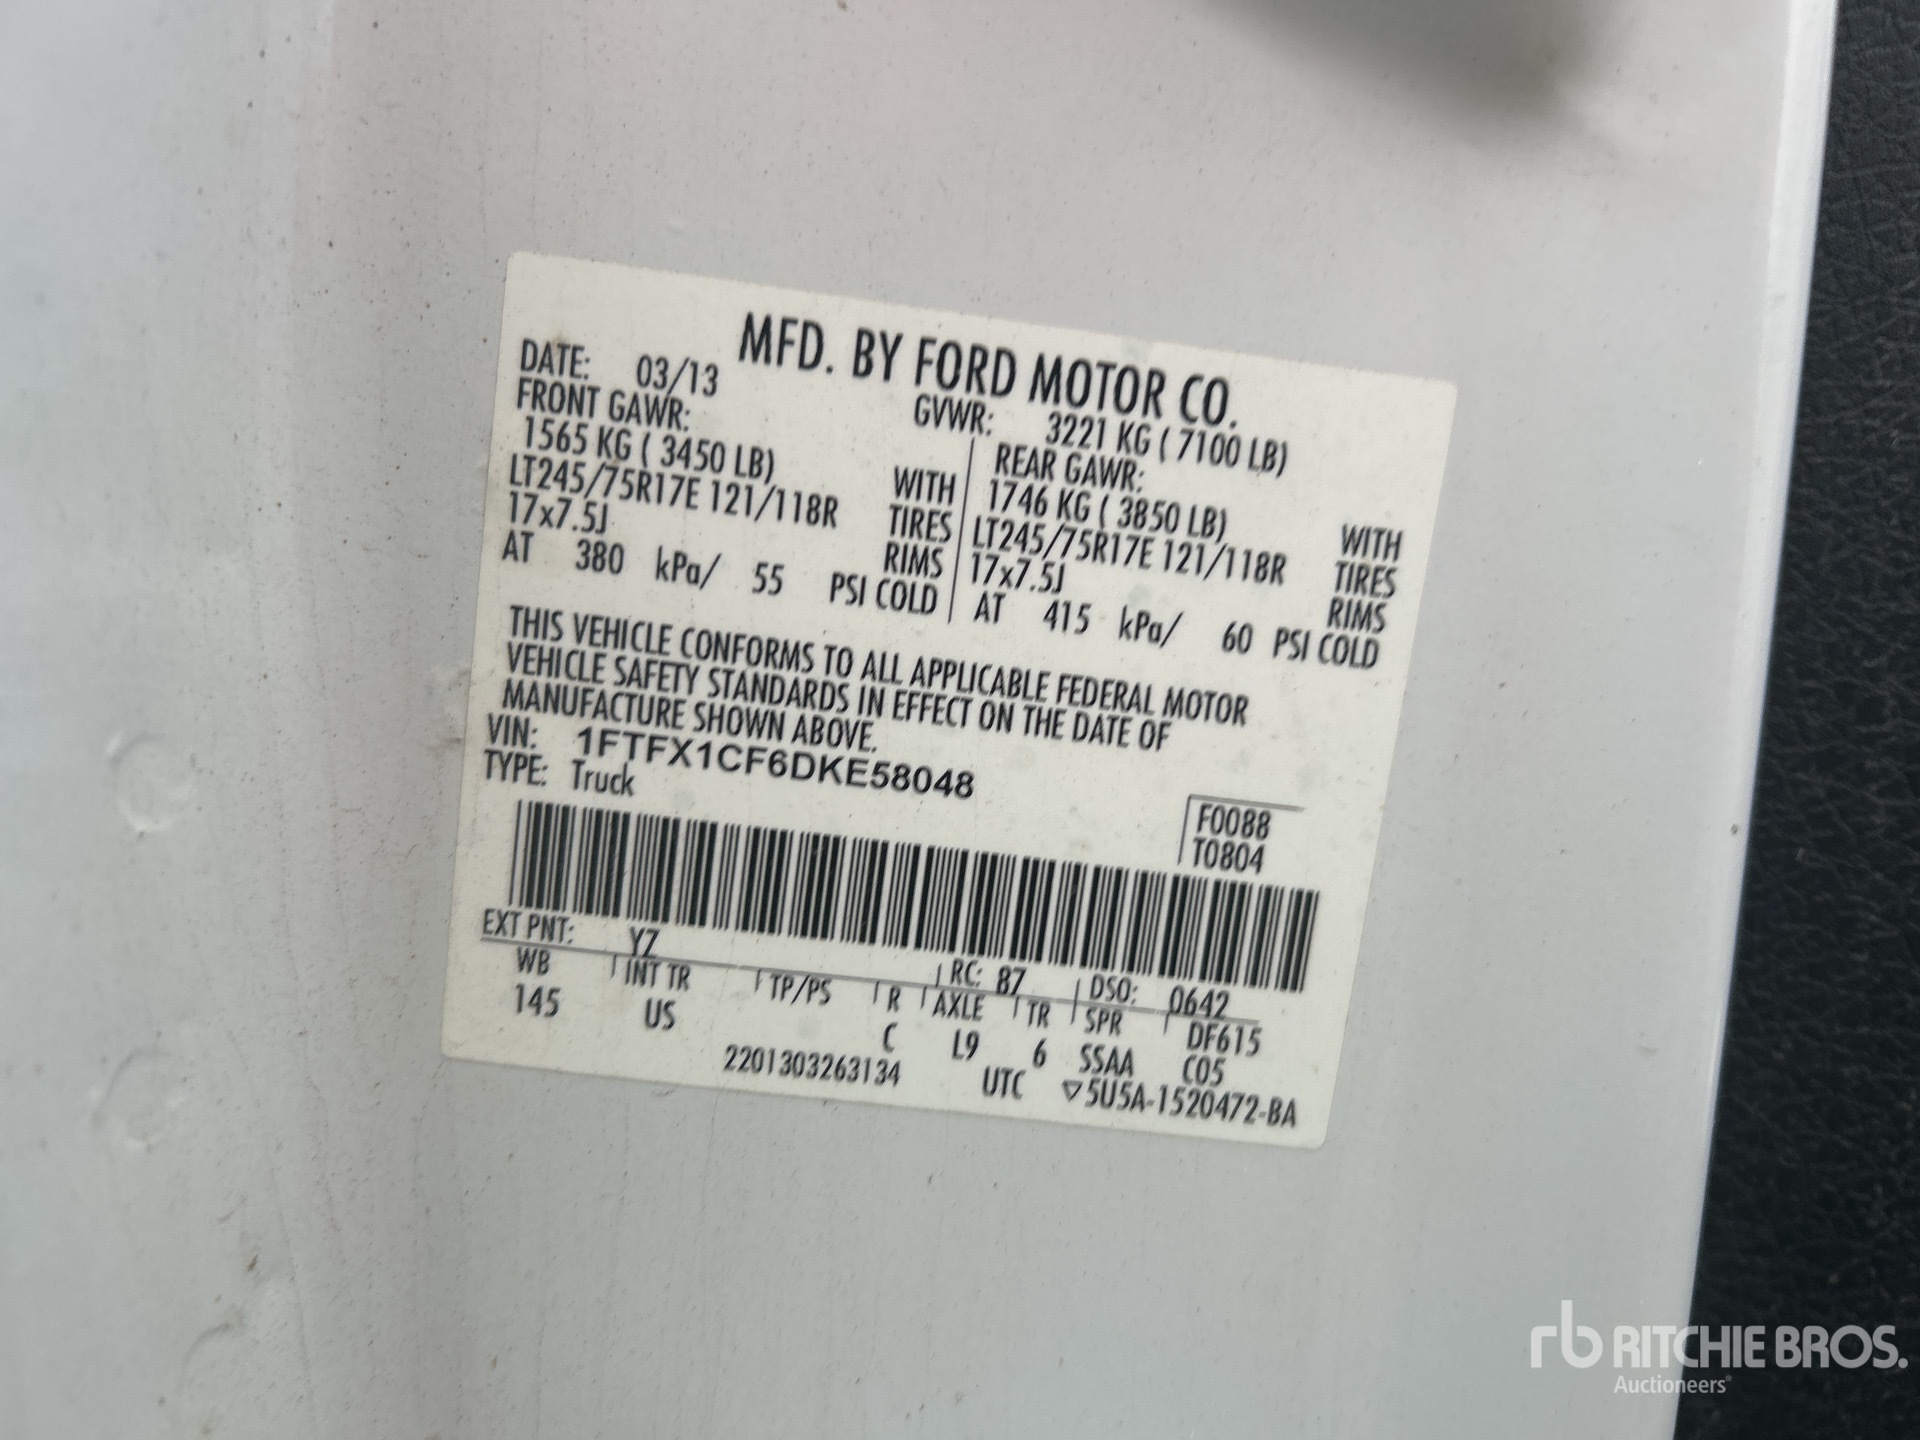 MFD. BY FORD MOTOR CO.
DATE: 03/13 GVWR: 3221 KG ( 7100 LB)
FRONT GAWR: REAR GAWR:
1565 KG ( 3450 LB) WITH 1746 KG ( 3850 LB) WITH
LT245/75R17E 121/118R TIRES LT245/75R17E 121/118R TIRES
17x7.5J RIMS 17x7.5J RIMS
AT 380 kPa/ 55 PSI COLD AT 415 kPa/ 60 PSI COLD
THIS VEHICLE CONFORMS TO ALL APPLICABLE FEDERAL MOTOR
VEHICLE SAFETY STANDARDS IN EFFECT ON THE DATE OF
MANUFACTURE SHOWN ABOVE.
VIN: 1FTFX1CF6DKE58048
TYPE: Truck
F0088
T0804
EXT PNT: YZ RC: 87 DSO: 0642
WB INT TR TP/PS R AXLE TR SPR DF615
145 US C L9 6 SSAA C05
2201303263134 UTC ▽5U5A-1520472-BA
rb RITCHIE BROS.
Auctioneers®